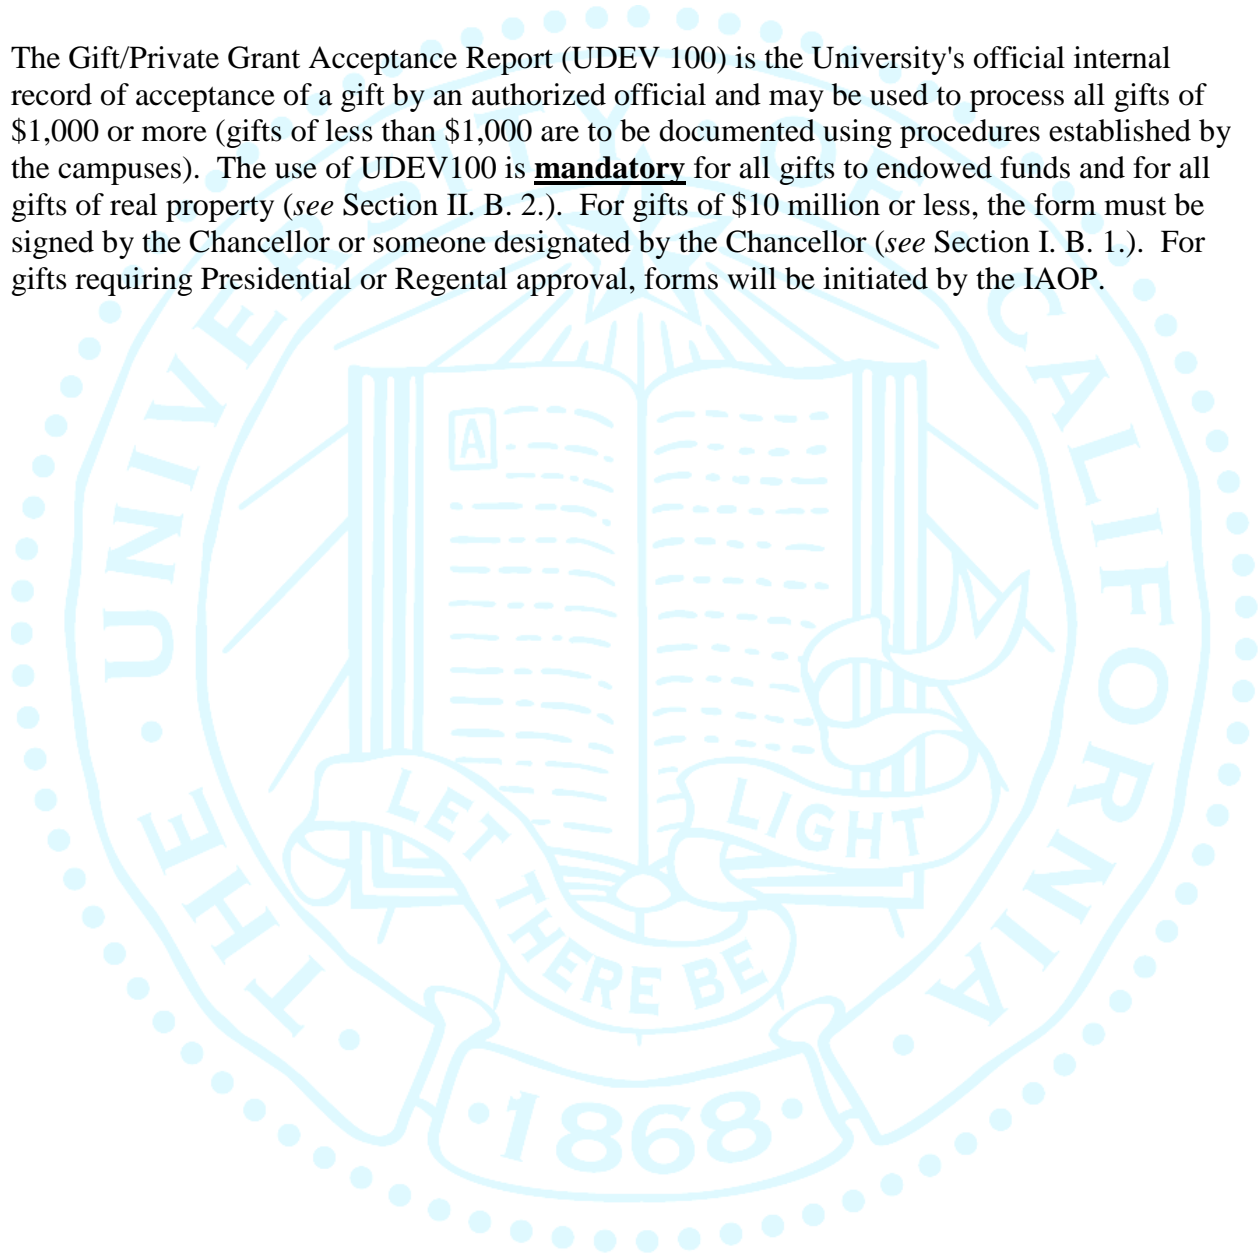 The Gift/Private Grant Acceptance Report (UDEV 100) is the University's official internal
record of acceptance of a gift by an authorized official and may be used to process all gifts of
$1,000 or more (gifts of less than $1,000 are to be documented using procedures established by
the campuses).  The use of UDEV100 is mandatory for all gifts to endowed funds and for all
gifts of real property (see Section II. B. 2.).  For gifts of $10 million or less, the form must be
signed by the Chancellor or someone designated by the Chancellor (see Section I. B. 1.).  For
gifts requiring Presidential or Regental approval, forms will be initiated by the IAOP.
THE · UNIVERSITY OF CALIFORNIA
A
LET THERE BE LIGHT
·1868·